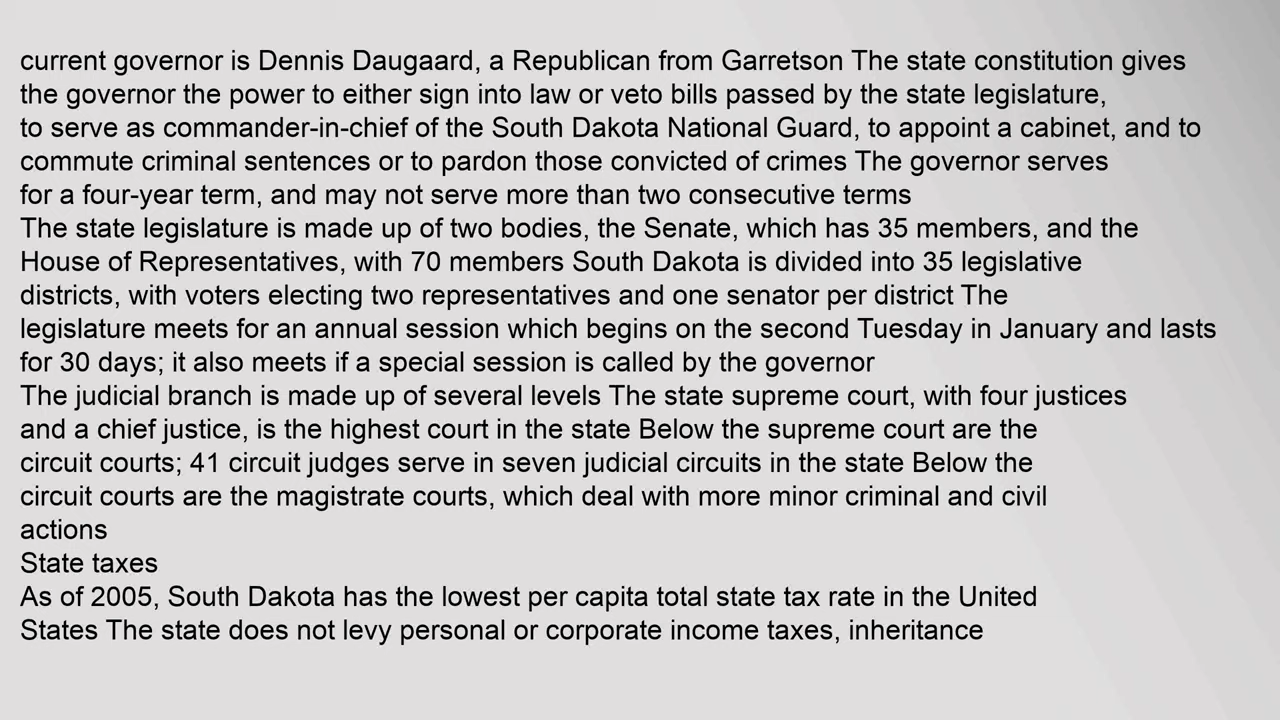 current governor is Dennis Daugaard, a Republican from Garretson The state constitution gives
the governor the power to either sign into law or veto bills passed by the state legislature,
to serve as commander-in-chief of the South Dakota National Guard, to appoint a cabinet, and to
commute criminal sentences or to pardon those convicted of crimes The governor serves
for a four-year term, and may not serve more than two consecutive terms
The state legislature is made up of two bodies, the Senate, which has 35 members, and the
House of Representatives, with 70 members South Dakota is divided into 35 legislative
districts, with voters electing two representatives and one senator per district The
legislature meets for an annual session which begins on the second Tuesday in January and lasts
for 30 days; it also meets if a special session is called by the governor
The judicial branch is made up of several levels The state supreme court, with four justices
and a chief justice, is the highest court in the state Below the supreme court are the
circuit courts; 41 circuit judges serve in seven judicial circuits in the state Below the
circuit courts are the magistrate courts, which deal with more minor criminal and civil
actions
State taxes
As of 2005, South Dakota has the lowest per capita total state tax rate in the United
States The state does not levy personal or corporate income taxes, inheritance